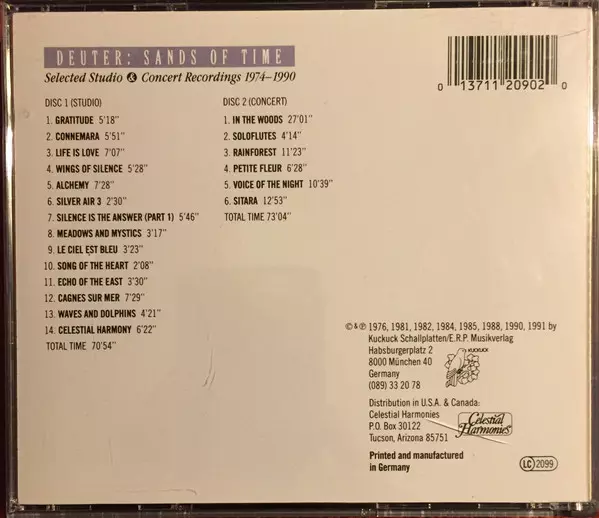 DEUTER: SANDS OF TIME
Selected Studio & Concert Recordings 1974–1990
DISC 1 (STUDIO)
1. GRATITUDE 5'18"
2. CONNEMARA 5'51"
3. LIFE IS LOVE 7'07"
4. WINGS OF SILENCE 5'28"
5. ALCHEMY 7'28"
6. SILVER AIR 3 2'30"
7. SILENCE IS THE ANSWER (PART 1) 5'46"
8. MEADOWS AND MYSTICS 3'17"
9. LE CIEL EST BLEU 3'23"
10. SONG OF THE HEART 2'08"
11. ECHO OF THE EAST 3'30"
12. CAGNES SUR MER 7'29"
13. WAVES AND DOLPHINS 4'21"
14. CELESTIAL HARMONY 6'22"
TOTAL TIME 70'54"
DISC 2 (CONCERT)
1. IN THE WOODS 27'01"
2. SOLOFLUTES 4'14"
3. RAINFOREST 11'23"
4. PETITE FLEUR 6'28"
5. VOICE OF THE NIGHT 10'39"
6. SITARA 12'53"
TOTAL TIME 73'04"
0 13711 20902 0
© & ℗ 1976, 1981, 1982, 1984, 1985, 1988, 1990, 1991 by
Kuckuck Schallplatten/E.R.P. Musikverlag
Habsburgerplatz 2
8000 München 40
Germany
(089) 33 20 78
KUCKUCK
Distribution in U.S.A. & Canada:
Celestial Harmonies
P.O. Box 30122
Tucson, Arizona 85751
Celestial
Harmonies
Printed and manufactured
in Germany
LC 2099